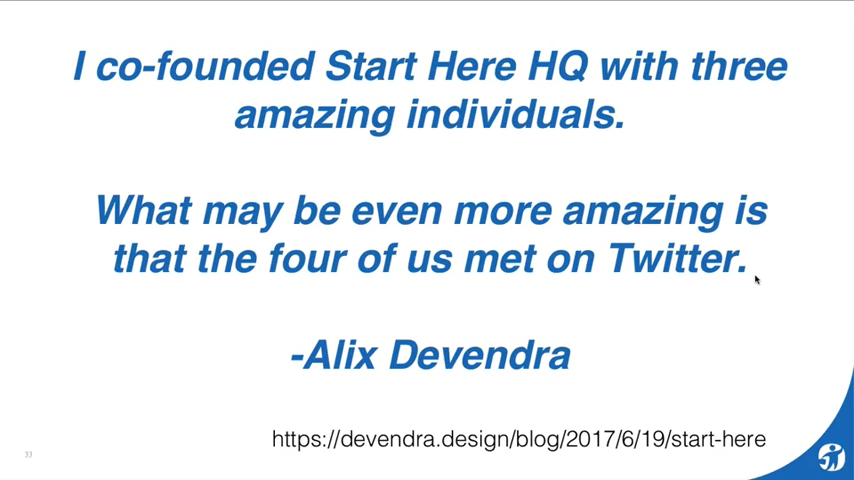 I co-founded Start Here HQ with three
amazing individuals.
What may be even more amazing is
that the four of us met on Twitter.
-Alix Devendra
https://devendra.design/blog/2017/6/19/start-here
33